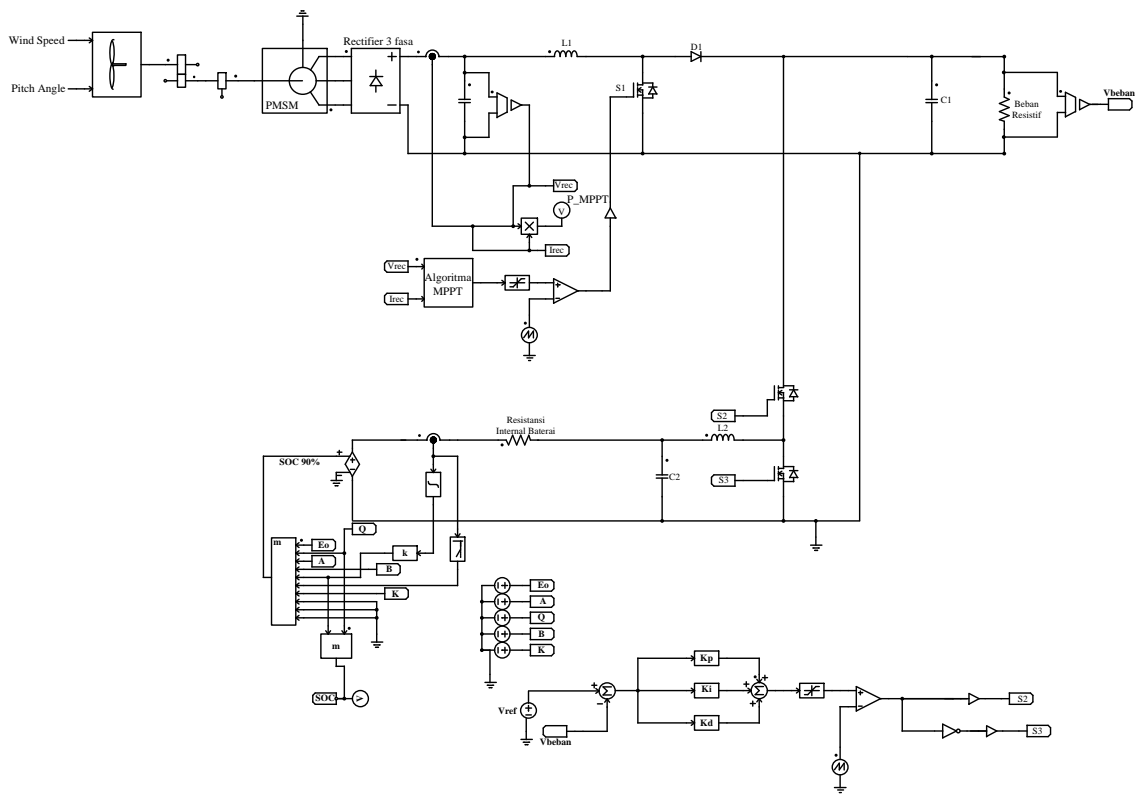 Wind Speed
Pitch Angle
PMSM
Rectifier 3 fasa
L1
D1
S1
C1
Beban
Resistif
Vbeban
Vrec
P_MPPT
V
Irec
Vrec
Irec
Algoritma
MPPT
S2
L2
S3
C2
Resistansi
Internal Baterai
SOC 90%
Q
m
Eo
A
k
B
K
m
SOC
V
Eo
A
Q
B
K
Vref
Vbeban
Kp
Ki
Kd
S2
S3